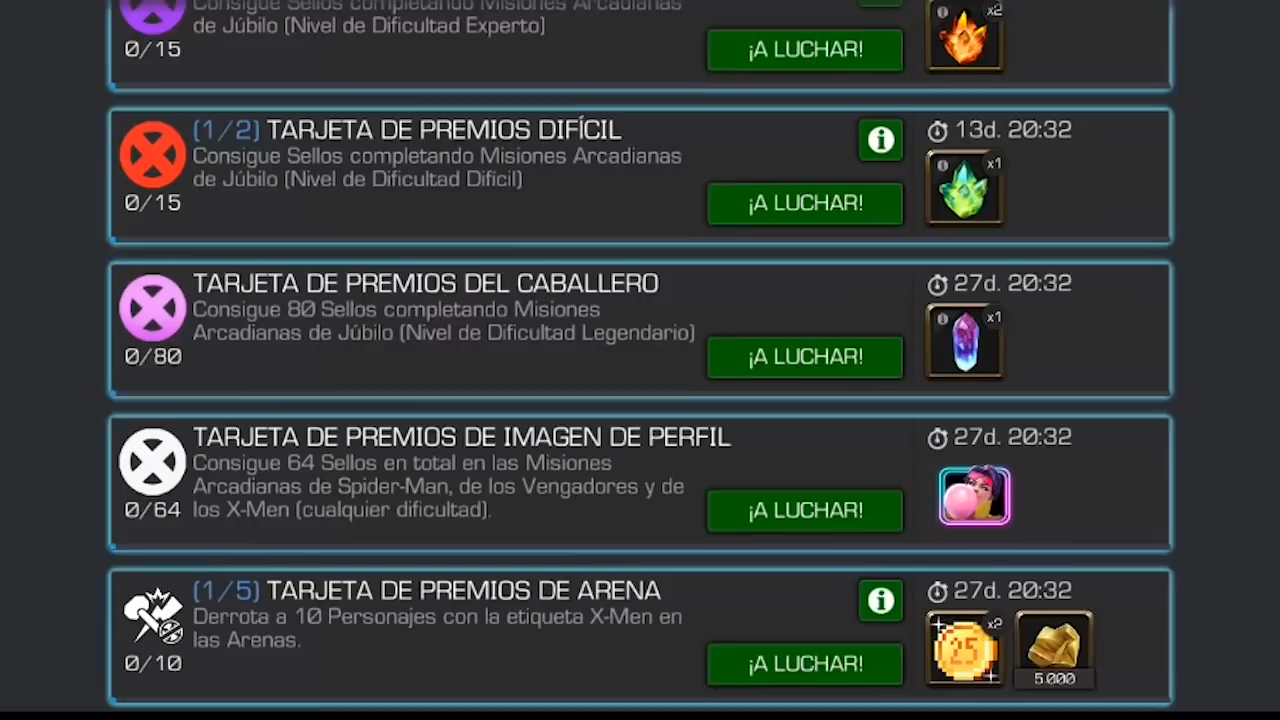 Consigue Sellos completando Misiones Arcadianas
de Júbilo (Nivel de Dificultad Experto)
0/15
¡A LUCHAR!
x2
(1/2) TARJETA DE PREMIOS DIFÍCIL
13d. 20:32
Consigue Sellos completando Misiones Arcadianas
de Júbilo (Nivel de Dificultad Difícil)
x1
0/15
¡A LUCHAR!
TARJETA DE PREMIOS DEL CABALLERO
27d. 20:32
Consigue 80 Sellos completando Misiones
Arcadianas de Júbilo (Nivel de Dificultad Legendario)
x1
0/80
¡A LUCHAR!
TARJETA DE PREMIOS DE IMAGEN DE PERFIL
27d. 20:32
Consigue 64 Sellos en total en las Misiones
Arcadianas de Spider-Man, de los Vengadores y de
los X-Men (cualquier dificultad).
0/64
¡A LUCHAR!
(1/5) TARJETA DE PREMIOS DE ARENA
27d. 20:32
Derrota a 10 Personajes con la etiqueta X-Men en
las Arenas.
x2
25
0/10
¡A LUCHAR!
5.000